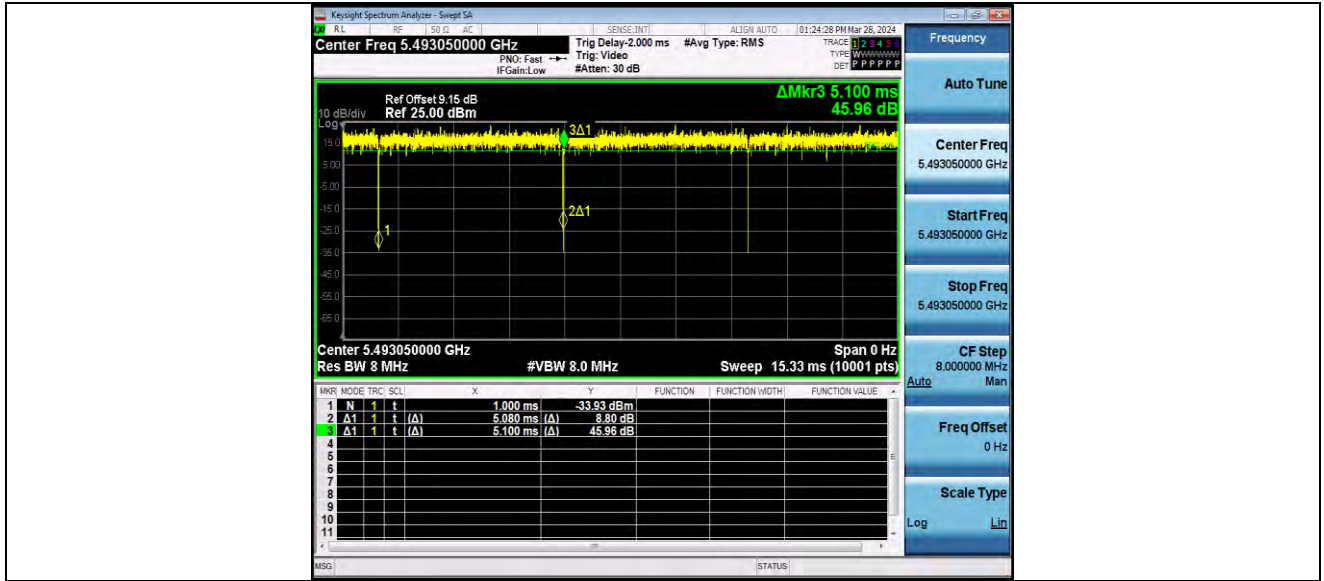 Keysight Spectrum Analyzer - Swept SA
RL RF 50 Ω AC SENSE:INT ALIGN AUTO 01:24:28 PM Mar 28, 2024
Center Freq 5.493050000 GHz
Trig Delay-2.000 ms #Avg Type: RMS
PNO: Fast Trig: Video
IFGain:Low #Atten: 30 dB
TRACE 1 2 3 4 5 6
TYPE WWWWWW
DET P P P P P P
Frequency
ΔMkr3 5.100 ms
45.96 dB
Ref Offset 9.15 dB
10 dB/div Ref 25.00 dBm
Log
15.0
5.00
-5.00
-15.0
-25.0
-35.0
-45.0
-55.0
-65.0
3Δ1
2Δ1
1
Center 5.493050000 GHz Span 0 Hz
Res BW 8 MHz #VBW 8.0 MHz Sweep 15.33 ms (10001 pts)
MKR MODE TRC SCL X Y FUNCTION FUNCTION WIDTH FUNCTION VALUE
1 N 1 t 1.000 ms -33.93 dBm
2 Δ1 1 t (Δ) 5.080 ms (Δ) 8.80 dB
3 Δ1 1 t (Δ) 5.100 ms (Δ) 45.96 dB
4
5
6
7
8
9
10
11
MSG STATUS
Auto Tune
Center Freq
5.493050000 GHz
Start Freq
5.493050000 GHz
Stop Freq
5.493050000 GHz
CF Step
8.000000 MHz
Auto Man
Freq Offset
0 Hz
Scale Type
Log Lin